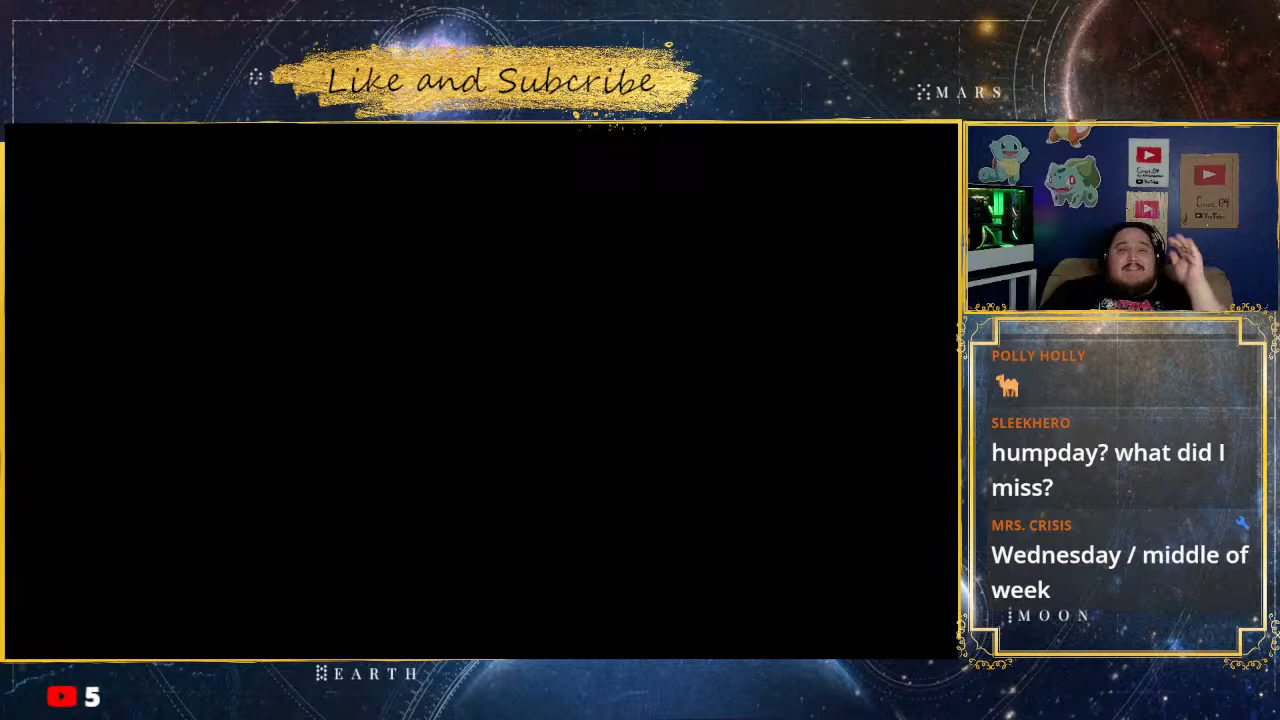 Like and Subcribe
MARS
POLLY HOLLY
SLEEKHERO
humpday? what did I
miss?
MRS. CRISIS
Wednesday / middle of
week
MOON
EARTH
5